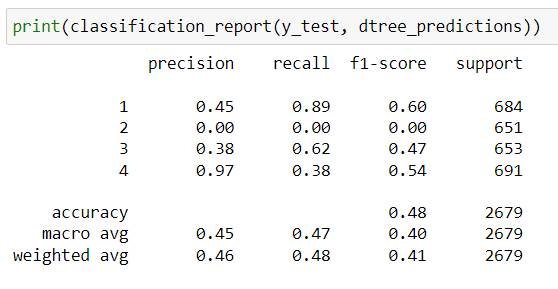 print(classification_report(y_test, dtree_predictions))
precision recall f1-score support
1 0.45 0.89 0.60 684
2 0.00 0.00 0.00 651
3 0.38 0.62 0.47 653
4 0.97 0.38 0.54 691
accuracy 0.48 2679
macro avg 0.45 0.47 0.40 2679
weighted avg 0.46 0.48 0.41 2679